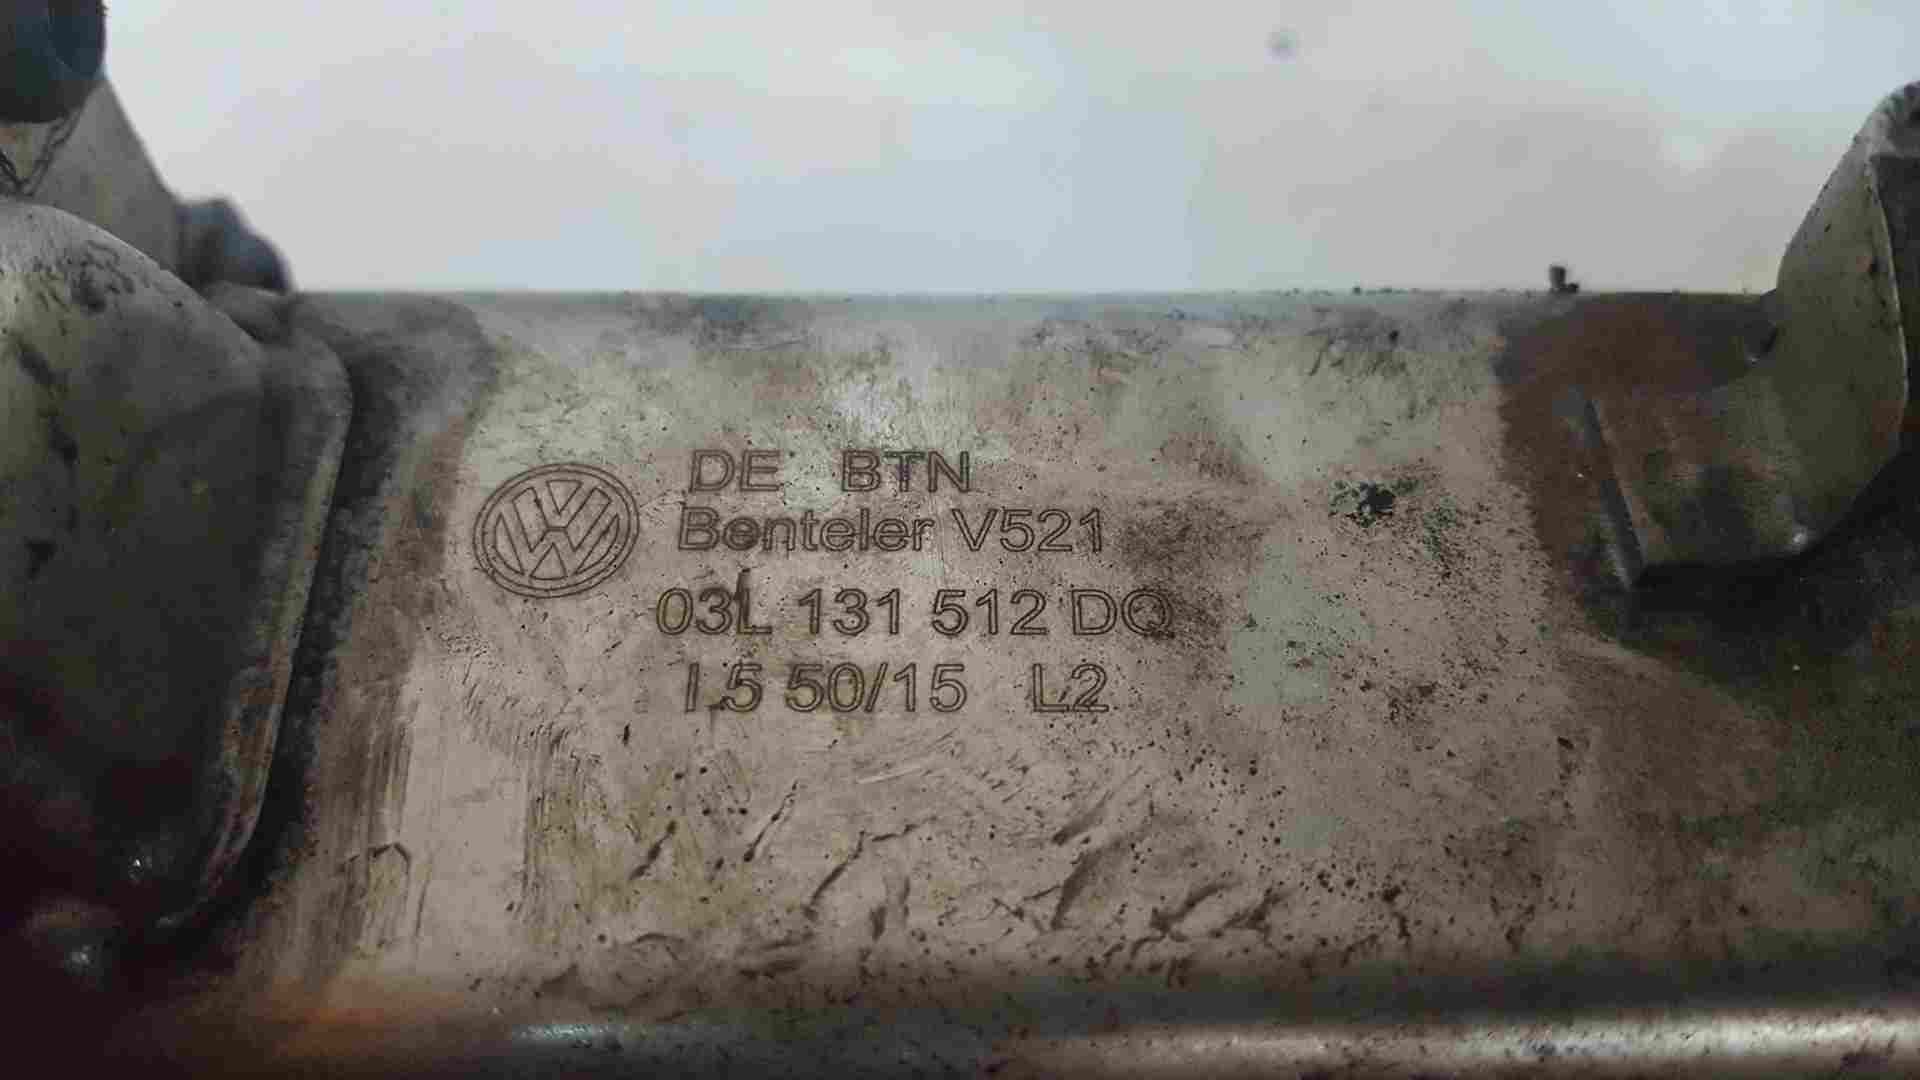 DE BTN
Benteler V521
03L 131 512 DQ
I.5 50/15 L2